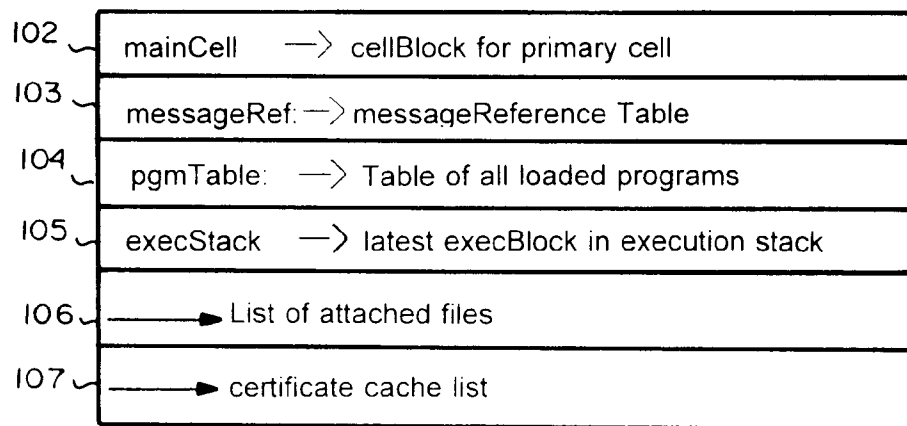 102 mainCell —> cellBlock for primary cell
103 messageRef: —> messageReference Table
104 pgmTable: —> Table of all loaded programs
105 execStack —> latest execBlock in execution stack
106 —> List of attached files
107 —> certificate cache list